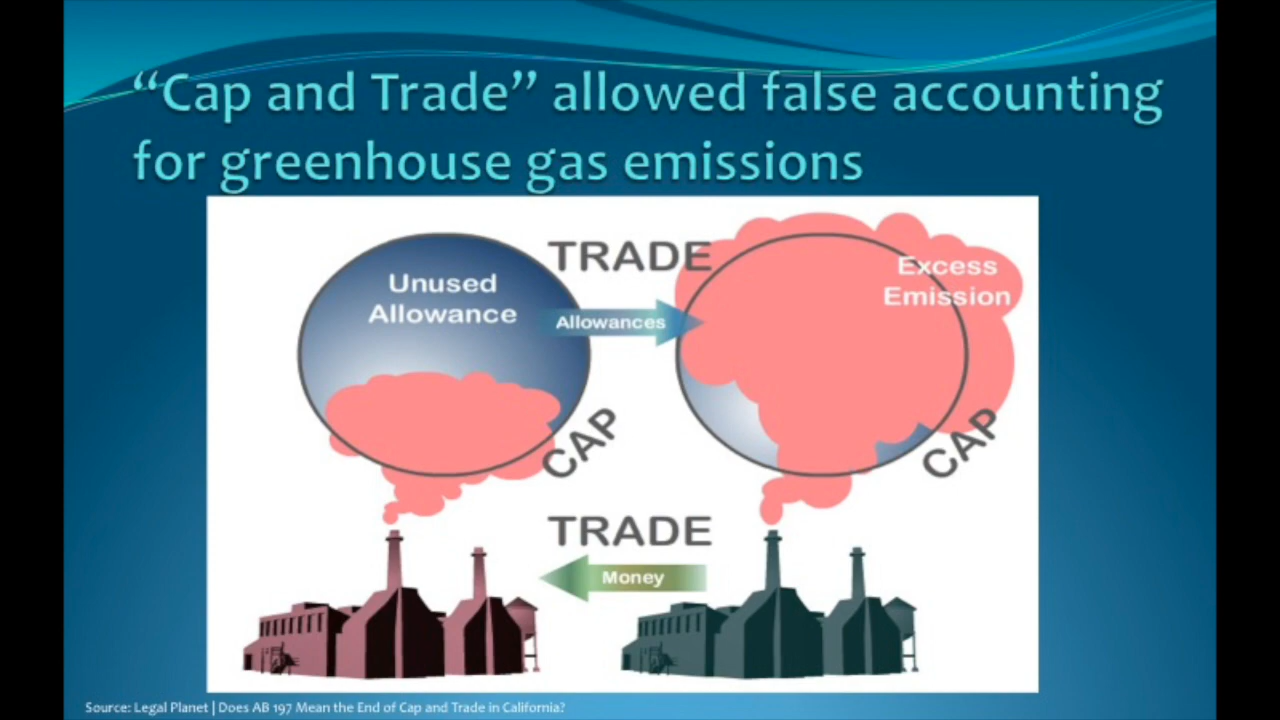 “Cap and Trade” allowed false accounting
for greenhouse gas emissions
TRADE
Unused
Allowance
Allowances
Excess
Emission
CAP
CAP
TRADE
Money
Source: Legal Planet | Does AB 197 Mean the End of Cap and Trade in California?